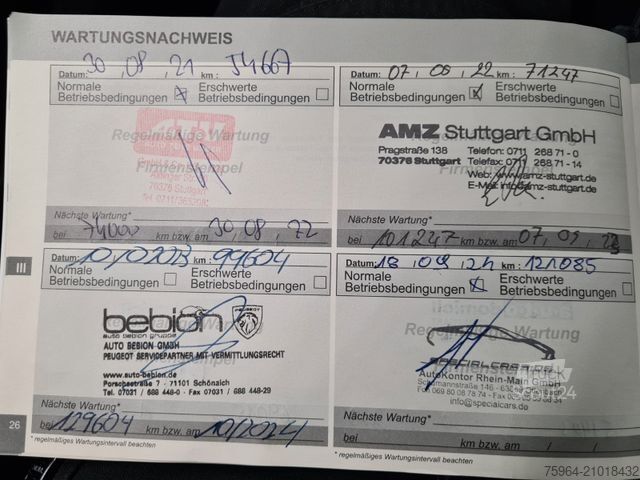 WARTUNGSNACHWEIS
Datum: 30 . 08 . 21 km : 54667
Normale Betriebsbedingungen
Erschwerte Betriebsbedingungen
Regelmäßige Wartung
Firmenstempel
70376 Stuttgart
Nächste Wartung*
bei 74000 km bzw. am 30 . 08 . 22
Datum: 07 . 09 . 22 km : 71247
Normale Betriebsbedingungen
Erschwerte Betriebsbedingungen
AMZ Stuttgart GmbH
Pragstraße 138 Telefon: 0711 268 71 - 0
70376 Stuttgart Telefax: 0711 268 71 - 14
Web: www.amz-stuttgart.de
E-Mail: info@amz-stuttgart.de
Nächste Wartung*
bei 101247 km bzw. am 07 . 09 .
III
Datum: 10/2023 km : 99604
Normale Betriebsbedingungen
Erschwerte Betriebsbedingungen
bebion PEUGEOT
auto bebion gruppe
AUTO BEBION GMBH
PEUGEOT SERVICEPARTNER MIT VERMITTLUNGSRECHT
www.auto-bebion.de
Porschestraße 7 · 71101 Schönaich
Tel. 07031 / 688 448-0 · Fax 07031 / 688 448-29
Nächste Wartung*
bei 129604 km bzw. am 10/2024
Datum: 18 . 09 . 24 km : 121085
Normale Betriebsbedingungen
Erschwerte Betriebsbedingungen
Regelmäßige Wartung
AutoKontor Rhein-Main GmbH
info@specialcars.de
Nächste Wartung*
bei km bzw. am
26
* regelmäßiges Wartungsintervall beachten
* regelmäßiges Wartungsintervall beachten
75964-21018432